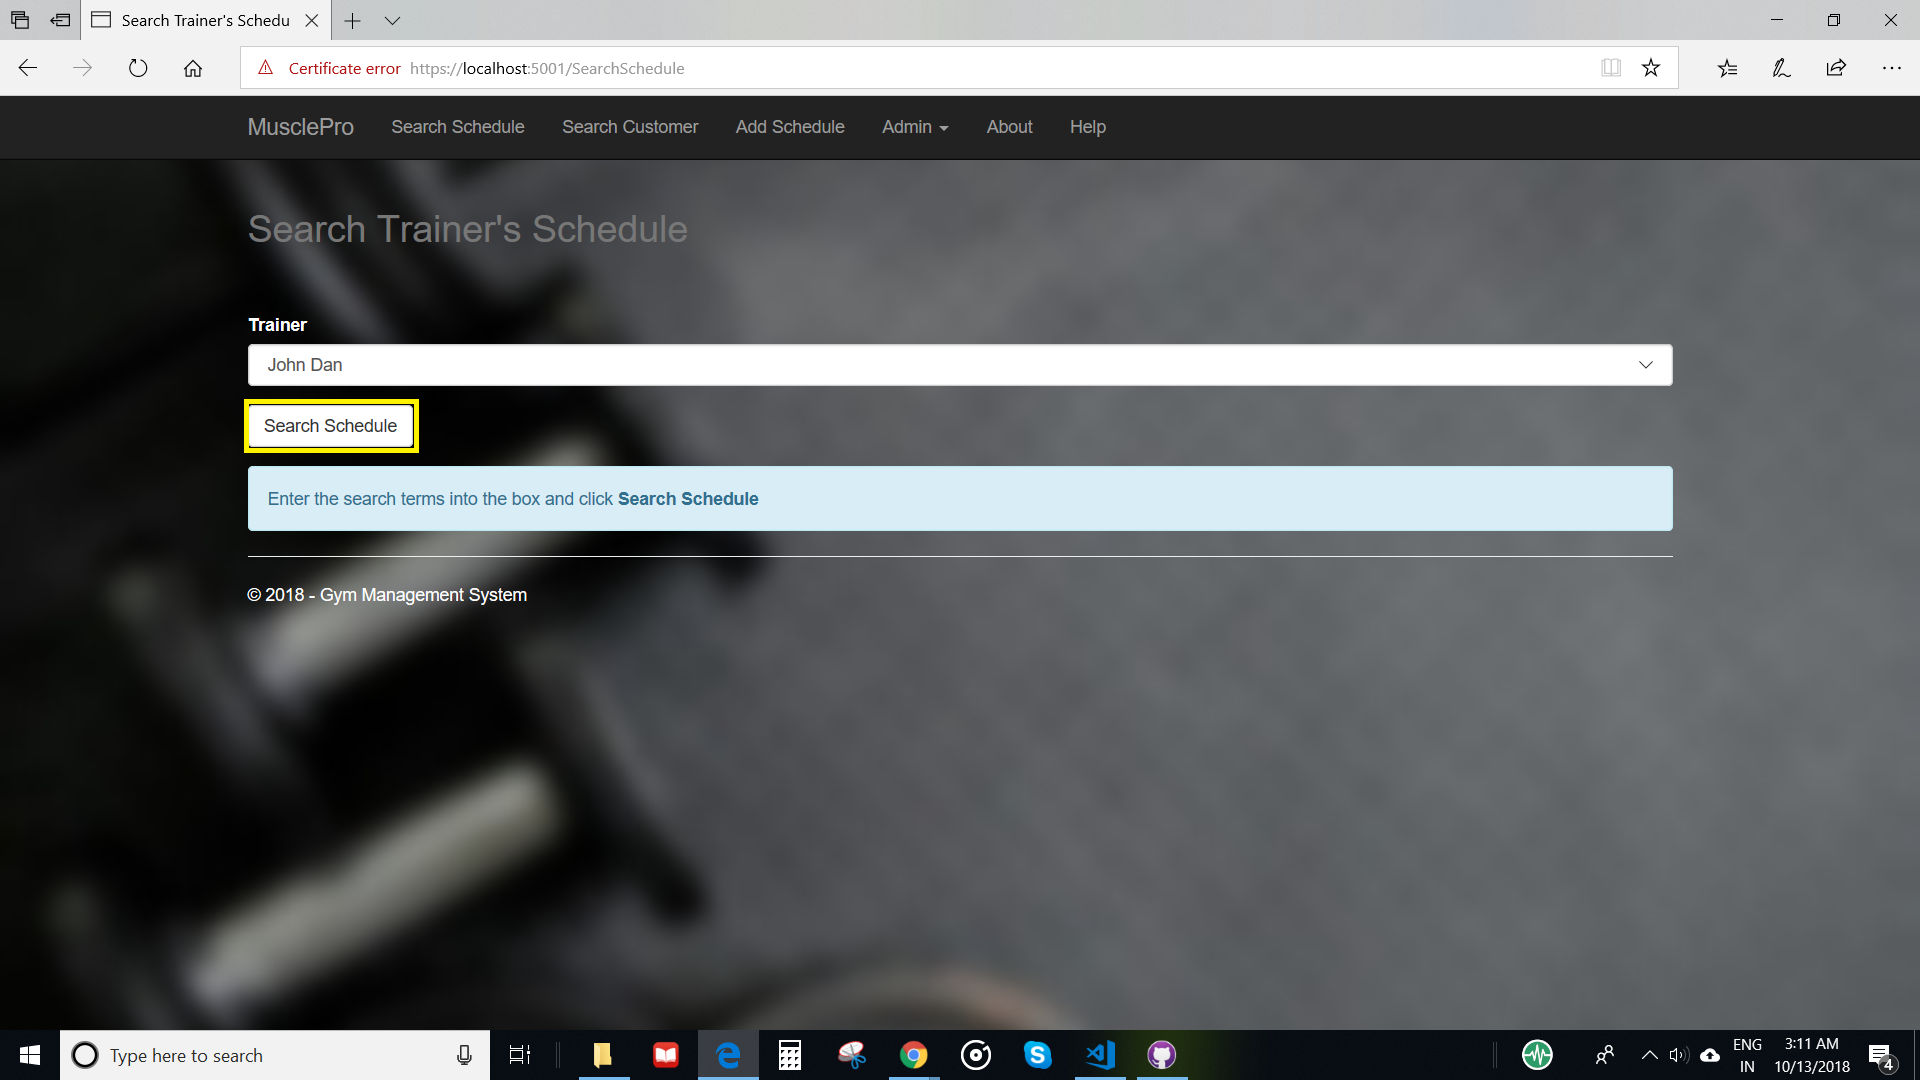 Search Trainer's Schedu
Certificate error https://localhost:5001/SearchSchedule
MusclePro Search Schedule Search Customer Add Schedule Admin About Help
Search Trainer's Schedule
Trainer
John Dan
Search Schedule
Enter the search terms into the box and click Search Schedule
© 2018 - Gym Management System
Type here to search
ENG
IN
3:11 AM
10/13/2018
4